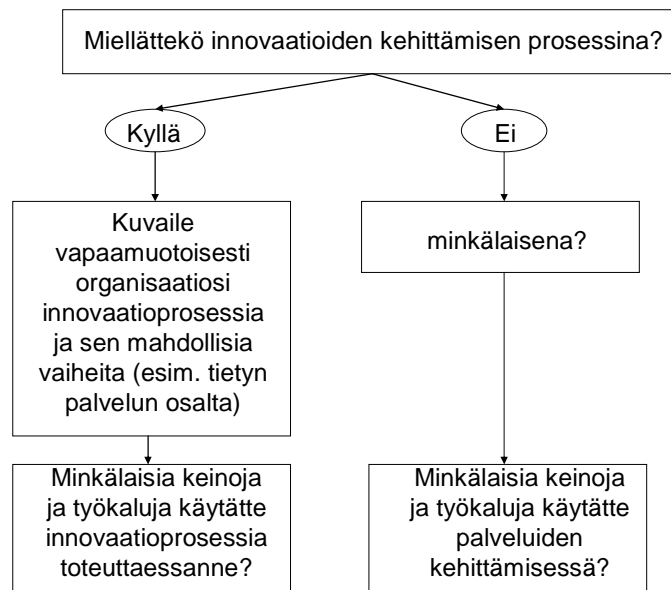 Miellättekö innovaatioiden kehittämisen prosessina?
Kyllä
Ei
Kuvaile
vapaamuotoisesti
organisaatiosi
innovaatioprosessia
ja sen mahdollisia
vaiheita (esim. tietyn
palvelun osalta)
minkälaisena?
Minkälaisia keinoja
ja työkaluja käytätte
innovaatioprosessia
toteuttaessanne?
Minkälaisia keinoja
ja työkaluja käytätte
palveluiden
kehittämisessä?